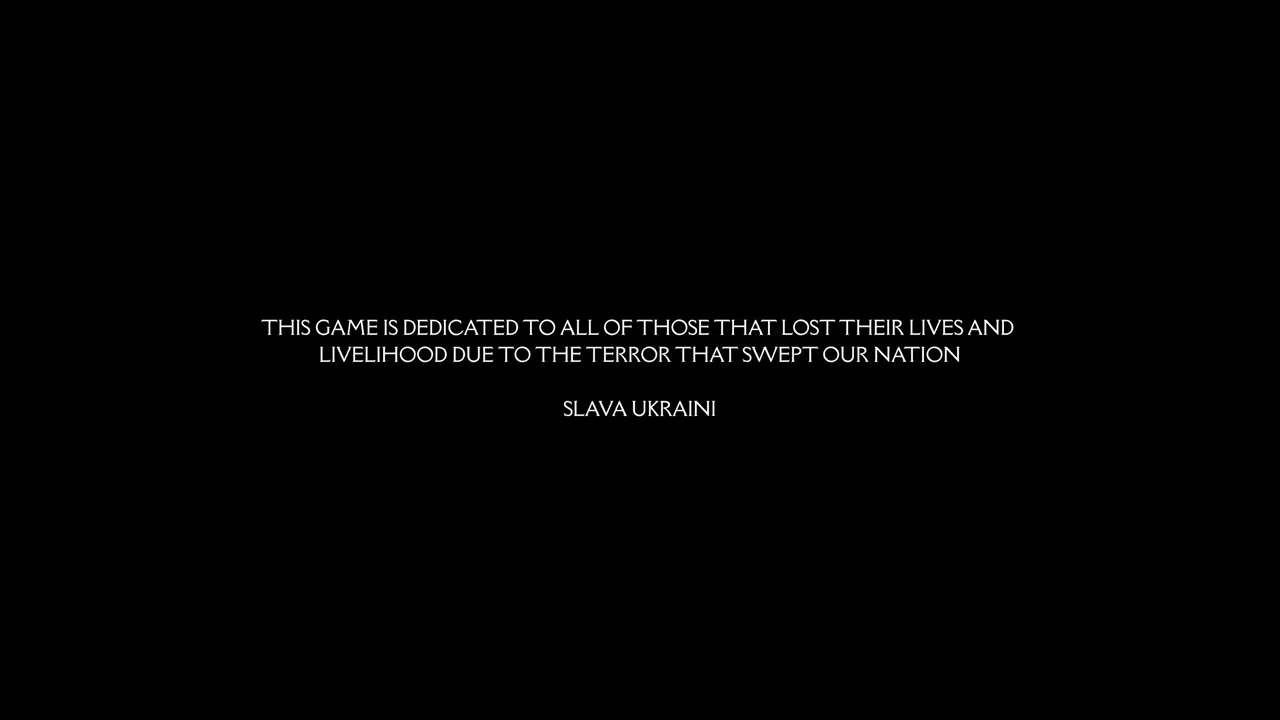 THIS GAME IS DEDICATED TO ALL OF THOSE THAT LOST THEIR LIVES AND
LIVELIHOOD DUE TO THE TERROR THAT SWEPT OUR NATION
SLAVA UKRAINI